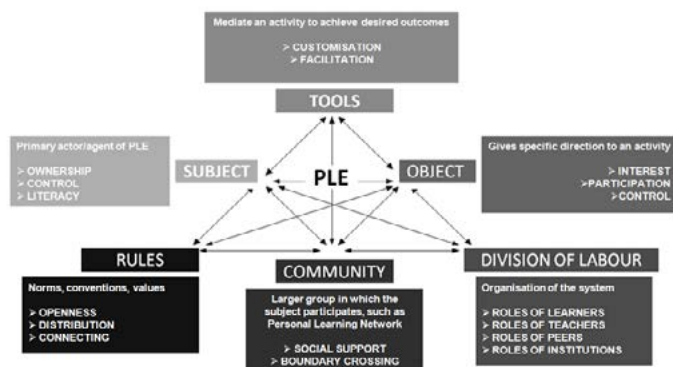 Mediate an activity to achieve desired outcomes
➢ CUSTOMISATION
➢ FACILITATION
TOOLS
Primary actor/agent of PLE
➢ OWNERSHIP
➢ CONTROL
➢ LITERACY
SUBJECT
PLE
OBJECT
Gives specific direction to an activity
➢ INTEREST
➢ PARTICIPATION
➢ CONTROL
RULES
Norms, conventions, values
➢ OPENNESS
➢ DISTRIBUTION
➢ CONNECTING
COMMUNITY
Larger group in which the
subject participates, such as
Personal Learning Network
➢ SOCIAL SUPPORT
➢ BOUNDARY CROSSING
DIVISION OF LABOUR
Organisation of the system
➢ ROLES OF LEARNERS
➢ ROLES OF TEACHERS
➢ ROLES OF PEERS
➢ ROLES OF INSTITUTIONS